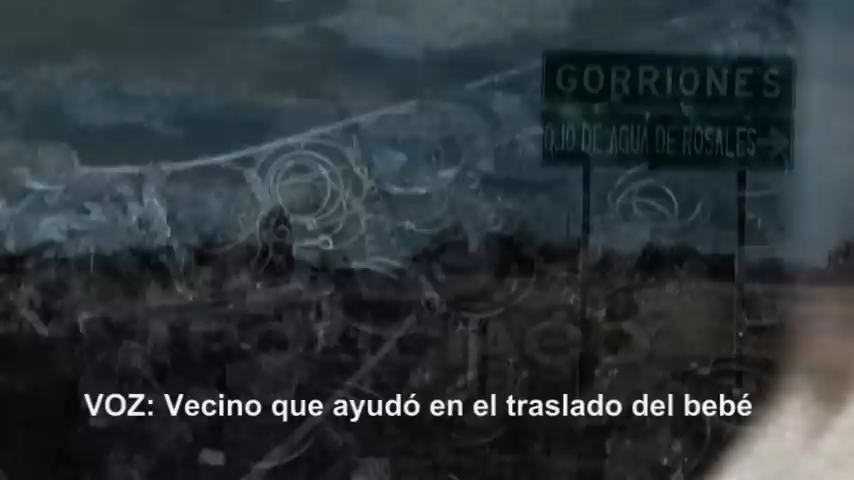 GORRIONES
OJO DE AGUA DE ROSALES
VOZ: Vecino que ayudó en el traslado del bebé